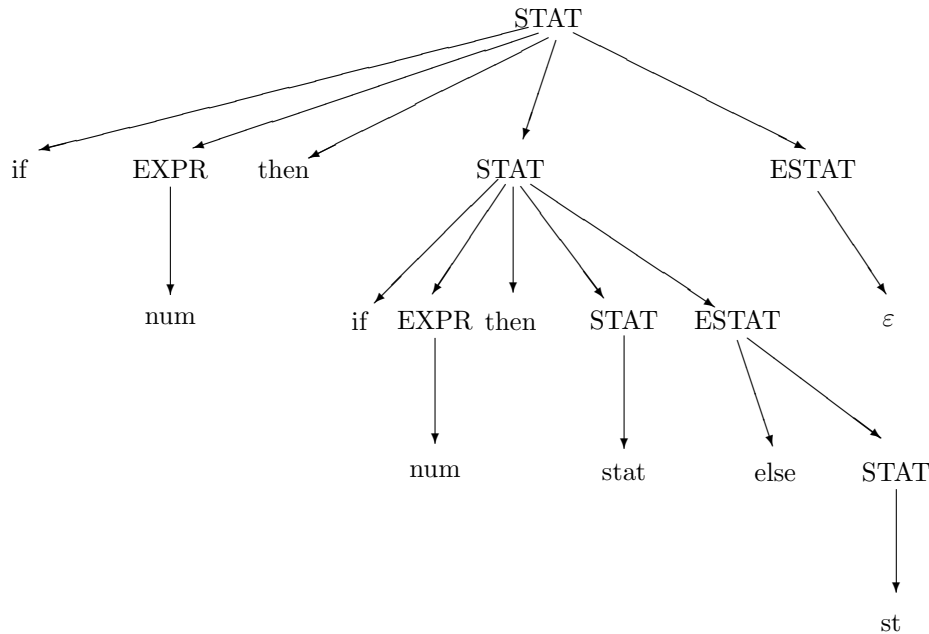 STAT
if EXPR then STAT ESTAT
num if EXPR then STAT ESTAT ε
num stat else STAT
st